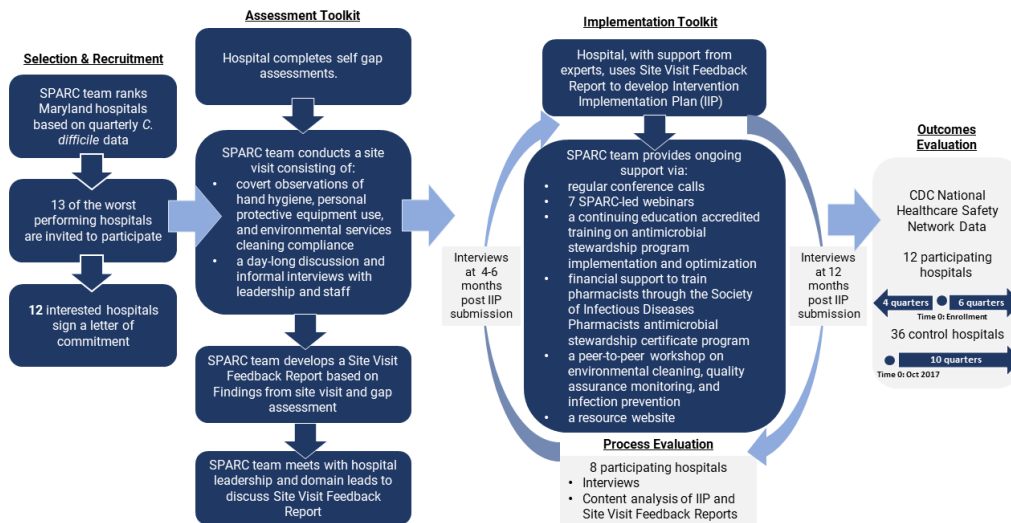 Selection & Recruitment
SPARC team ranks
Maryland hospitals
based on quarterly C.
difficile data
13 of the worst
performing hospitals
are invited to participate
12 interested hospitals
sign a letter of
commitment
Assessment Toolkit
Hospital completes self gap
assessments.
SPARC team conducts a site
visit consisting of:
• covert observations of
hand hygiene, personal
protective equipment use,
and environmental services
cleaning compliance
• a day-long discussion and
informal interviews with
leadership and staff
SPARC team develops a Site Visit
Feedback Report based on
Findings from site visit and gap
assessment
SPARC team meets with hospital
leadership and domain leads to
discuss Site Visit Feedback
Report
Implementation Toolkit
Hospital, with support from
experts, uses Site Visit Feedback
Report to develop Intervention
Implementation Plan (IIP)
SPARC team provides ongoing
support via:
• regular conference calls
• 7 SPARC-led webinars
• a continuing education accredited
training on antimicrobial
stewardship program
implementation and optimization
• financial support to train
pharmacists through the Society
of Infectious Diseases
Pharmacists antimicrobial
stewardship certificate program
• a peer-to-peer workshop on
environmental cleaning, quality
assurance monitoring, and
infection prevention
• a resource website
Interviews
at 4-6
months
post IIP
submission
Interviews
at 12
months
post IIP
submission
Process Evaluation
8 participating hospitals
• Interviews
• Content analysis of IIP and
Site Visit Feedback Reports
Outcomes
Evaluation
CDC National
Healthcare Safety
Network Data
12 participating
hospitals
4 quarters
6 quarters
Time 0: Enrollment
36 control hospitals
10 quarters
Time 0: Oct 2017